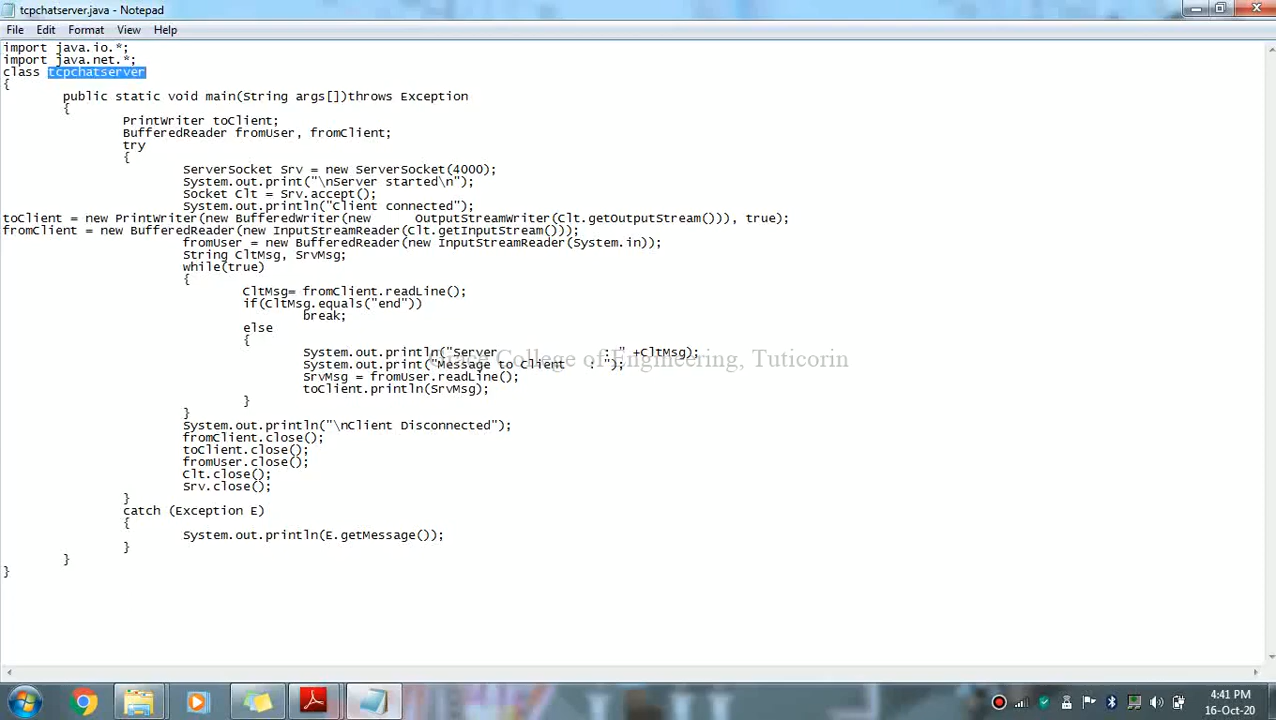 tcpchatserver.java - Notepad
File Edit Format View Help
import java.io.*;
import java.net.*;
class tcpchatserver
{
public static void main(String args[])throws Exception
{
PrintWriter toClient;
BufferedReader fromUser, fromClient;
try
{
ServerSocket Srv = new ServerSocket(4000);
System.out.print("\nServer started\n");
Socket Clt = Srv.accept();
System.out.println("Client connected");
toClient = new PrintWriter(new BufferedWriter(new OutputStreamWriter(Clt.getOutputStream())), true);
fromClient = new BufferedReader(new InputStreamReader(Clt.getInputStream()));
fromUser = new BufferedReader(new InputStreamReader(System.in));
String CltMsg, SrvMsg;
while(true)
{
CltMsg= fromClient.readLine();
if(CltMsg.equals("end"))
break;
else
{
System.out.println("Server : " +CltMsg);
College of Engineering, Tuticorin
System.out.print("Message to Client : ");
SrvMsg = fromUser.readLine();
toClient.println(SrvMsg);
}
}
System.out.println("\nClient Disconnected");
fromClient.close();
toClient.close();
fromUser.close();
Clt.close();
Srv.close();
}
catch (Exception E)
{
System.out.println(E.getMessage());
}
}
}
4:41 PM
16-Oct-20